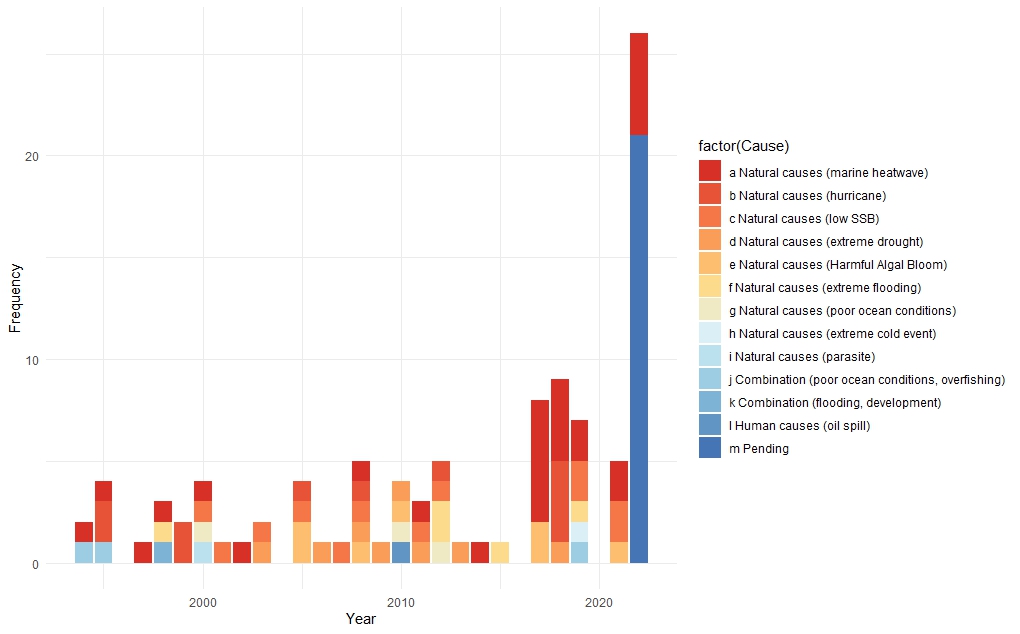 Frequency
20
10
0
2000
2010
2020
Year
factor(Cause)
a Natural causes (marine heatwave)
b Natural causes (hurricane)
c Natural causes (low SSB)
d Natural causes (extreme drought)
e Natural causes (Harmful Algal Bloom)
f Natural causes (extreme flooding)
g Natural causes (poor ocean conditions)
h Natural causes (extreme cold event)
i Natural causes (parasite)
j Combination (poor ocean conditions, overfishing)
k Combination (flooding, development)
l Human causes (oil spill)
m Pending